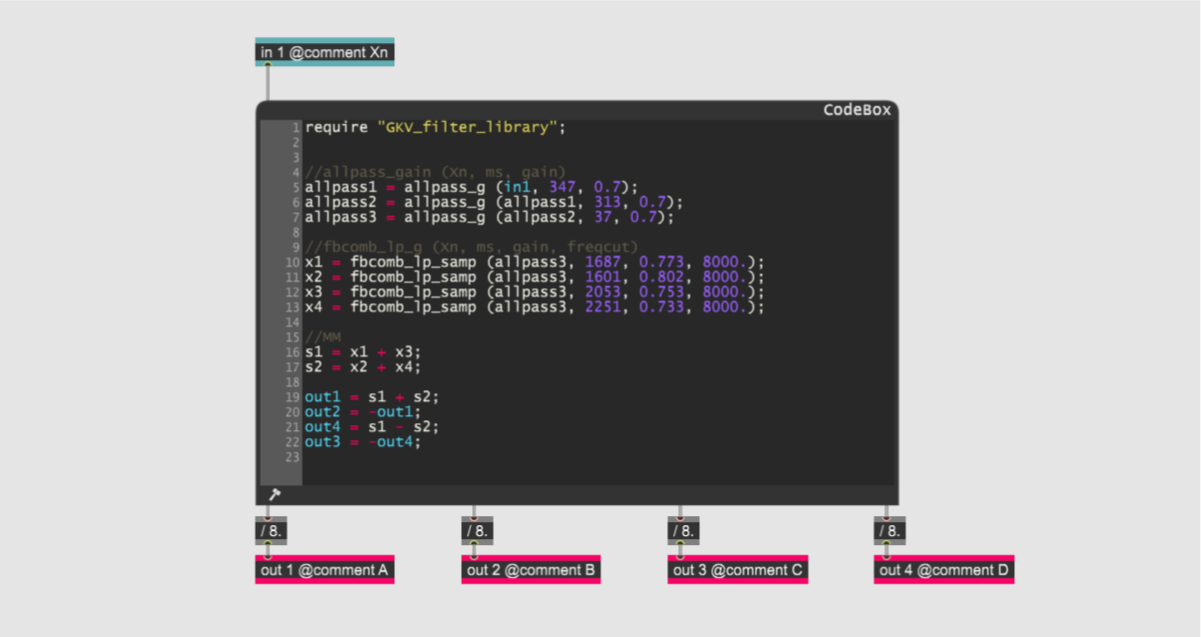 in 1 @comment Xn
CodeBox
1 require "GKV_filter_library";
2
3
4 //allpass_gain (Xn, ms, gain)
5 allpass1 = allpass_g (in1, 347, 0.7);
6 allpass2 = allpass_g (allpass1, 313, 0.7);
7 allpass3 = allpass_g (allpass2, 37, 0.7);
8
9 //fbcomb_lp_g (Xn, ms, gain, freqcut)
10 x1 = fbcomb_lp_samp (allpass3, 1687, 0.773, 8000.);
11 x2 = fbcomb_lp_samp (allpass3, 1601, 0.802, 8000.);
12 x3 = fbcomb_lp_samp (allpass3, 2053, 0.753, 8000.);
13 x4 = fbcomb_lp_samp (allpass3, 2251, 0.733, 8000.);
14
15 //MM
16 s1 = x1 + x3;
17 s2 = x2 + x4;
18
19 out1 = s1 + s2;
20 out2 = -out1;
21 out4 = s1 - s2;
22 out3 = -out4;
23
/ 8. / 8. / 8. / 8.
out 1 @comment A out 2 @comment B out 3 @comment C out 4 @comment D